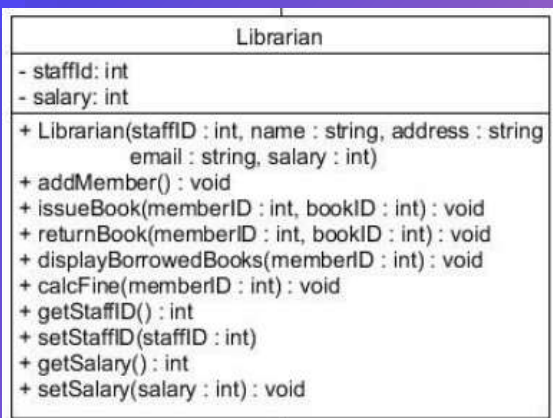 Librarian
- staffId: int
- salary: int
+ Librarian(staffID : int, name : string, address : string
email : string, salary : int)
+ addMember() : void
+ issueBook(memberID : int, bookID : int) : void
+ returnBook(memberID : int, bookID : int) : void
+ displayBorrowedBooks(memberID : int) : void
+ calcFine(memberID : int) : void
+ getStaffID() : int
+ setStaffID(staffID : int)
+ getSalary() : int
+ setSalary(salary : int) : void